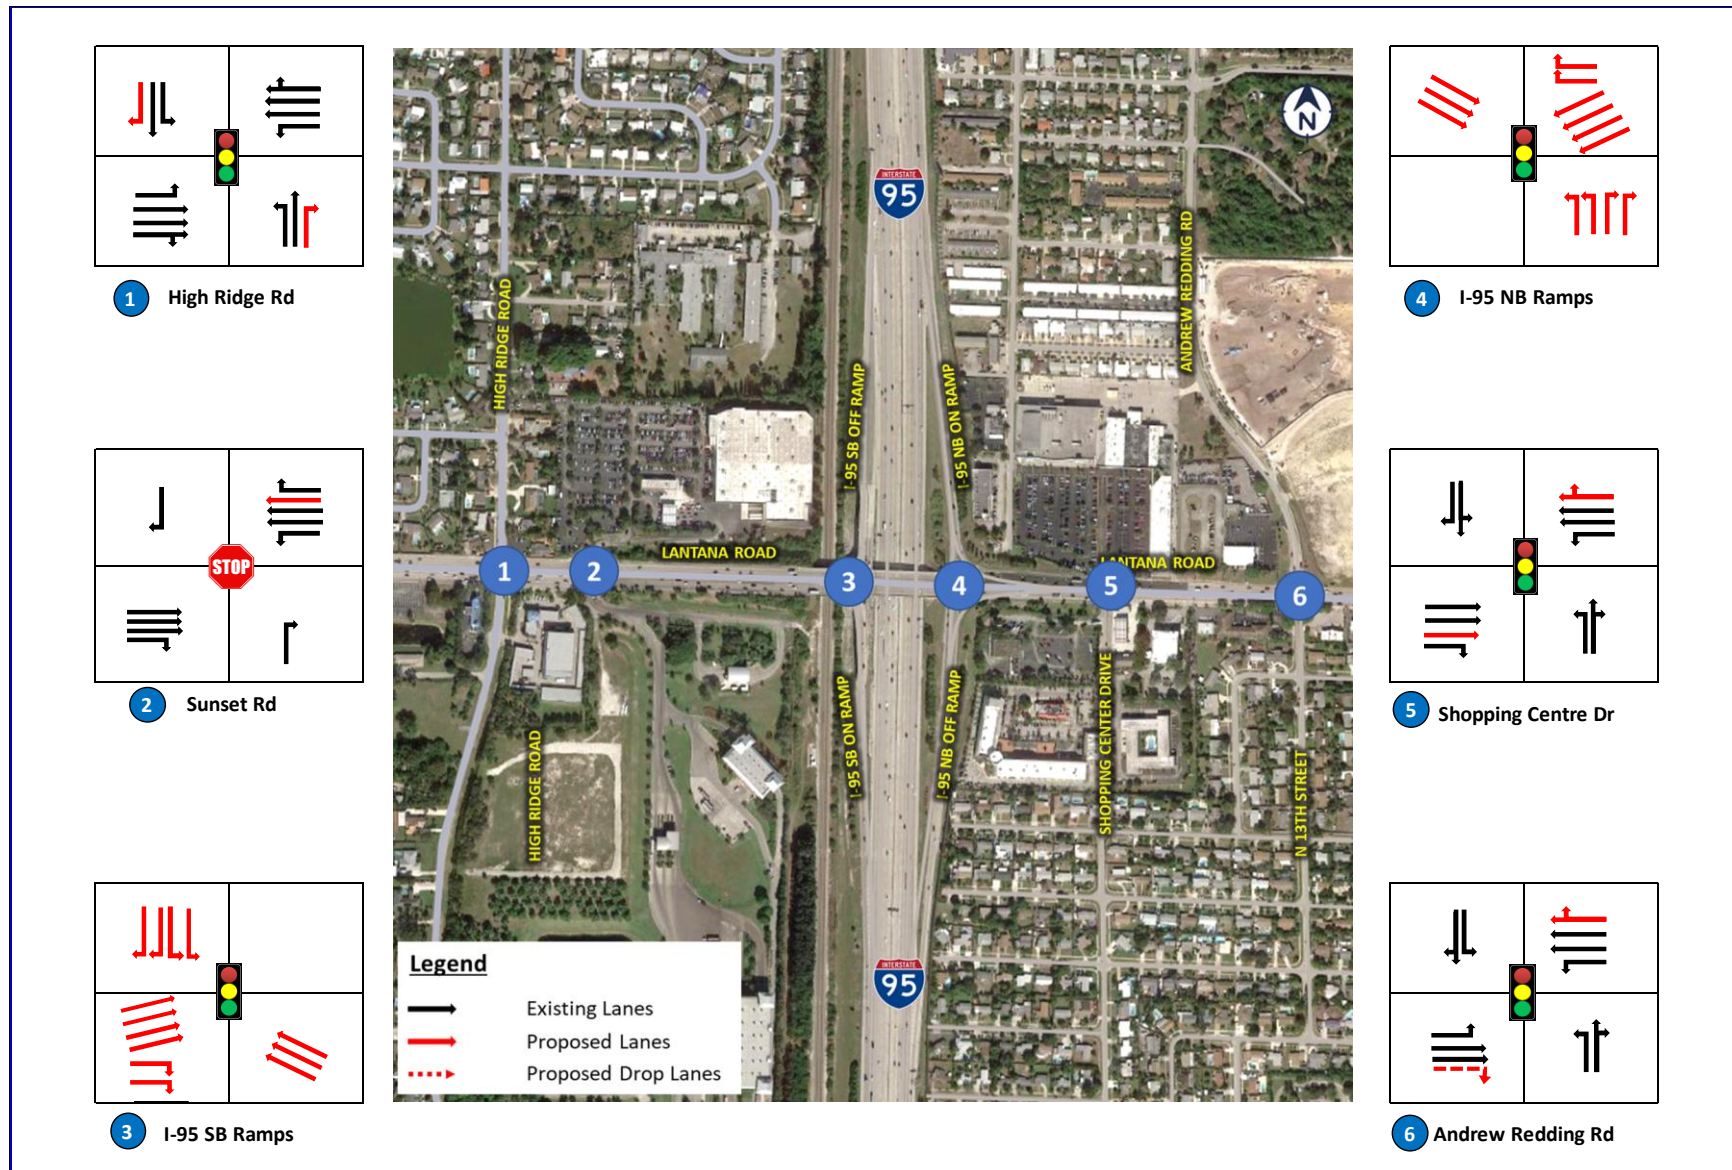 1 High Ridge Rd
STOP
2 Sunset Rd
3 I-95 SB Ramps
N
INTERSTATE
95
HIGH RIDGE ROAD
ANDREW REDDING RD
I-95 SB OFF RAMP
I-95 NB ON RAMP
LANTANA ROAD
LANTANA ROAD
1
2
3
4
5
6
I-95 SB ON RAMP
I-95 NB OFF RAMP
SHOPPING CENTER DRIVE
HIGH RIDGE ROAD
N 13TH STREET
INTERSTATE
95
Legend
Existing Lanes
Proposed Lanes
Proposed Drop Lanes
4 I-95 NB Ramps
5 Shopping Centre Dr
6 Andrew Redding Rd